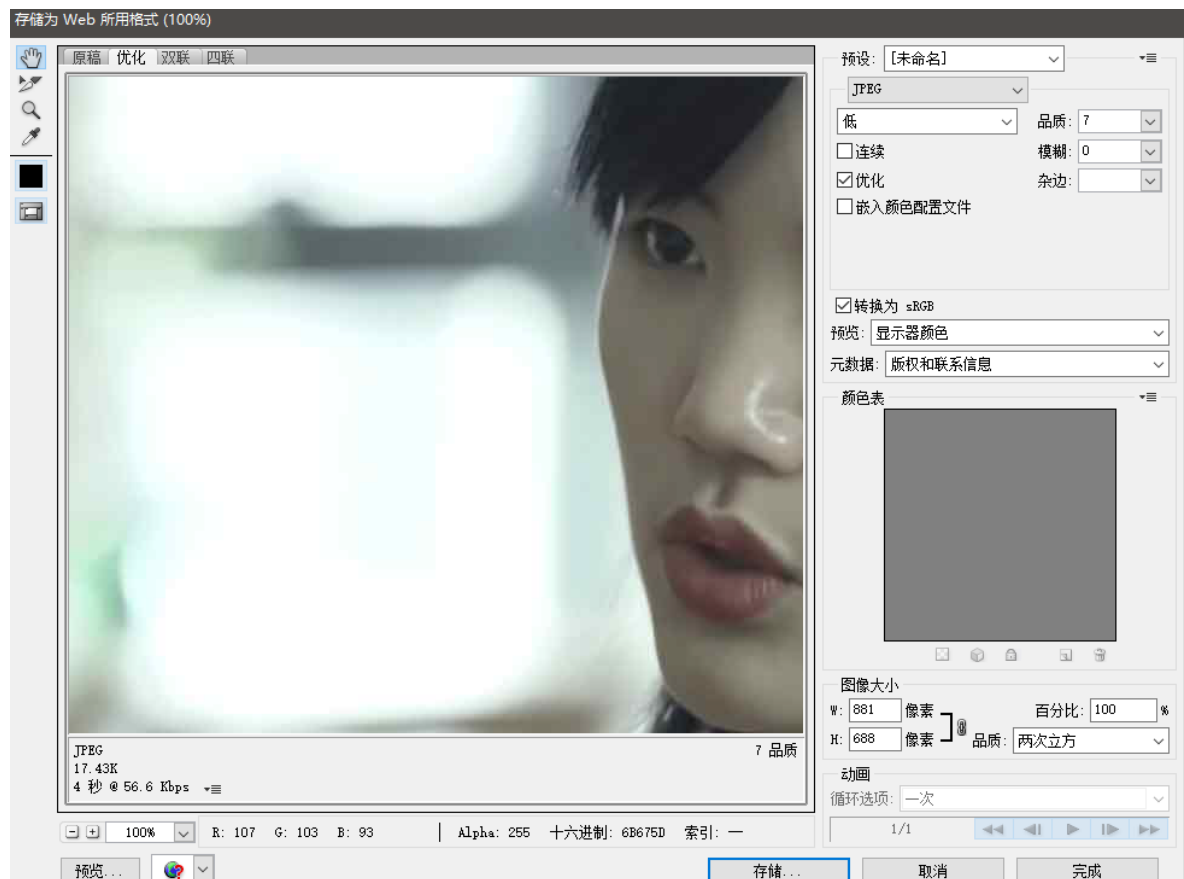 存储为 Web 所用格式 (100%)
原稿 优化 双联 四联
预设: [未命名]
JPEG
低 品质: 7
连续 模糊: 0
优化 杂边:
嵌入颜色配置文件
转换为 sRGB
预览: 显示器颜色
元数据: 版权和联系信息
颜色表
图像大小
W: 881 像素 百分比: 100 %
H: 688 像素 品质: 两次立方
JPEG 7 品质
17.43K
4 秒 @ 56.6 Kbps
动画
循环选项: 一次
1/1
100% R: 107 G: 103 B: 93 Alpha: 255 十六进制: 6B675D 索引: —
预览... 存储... 取消 完成